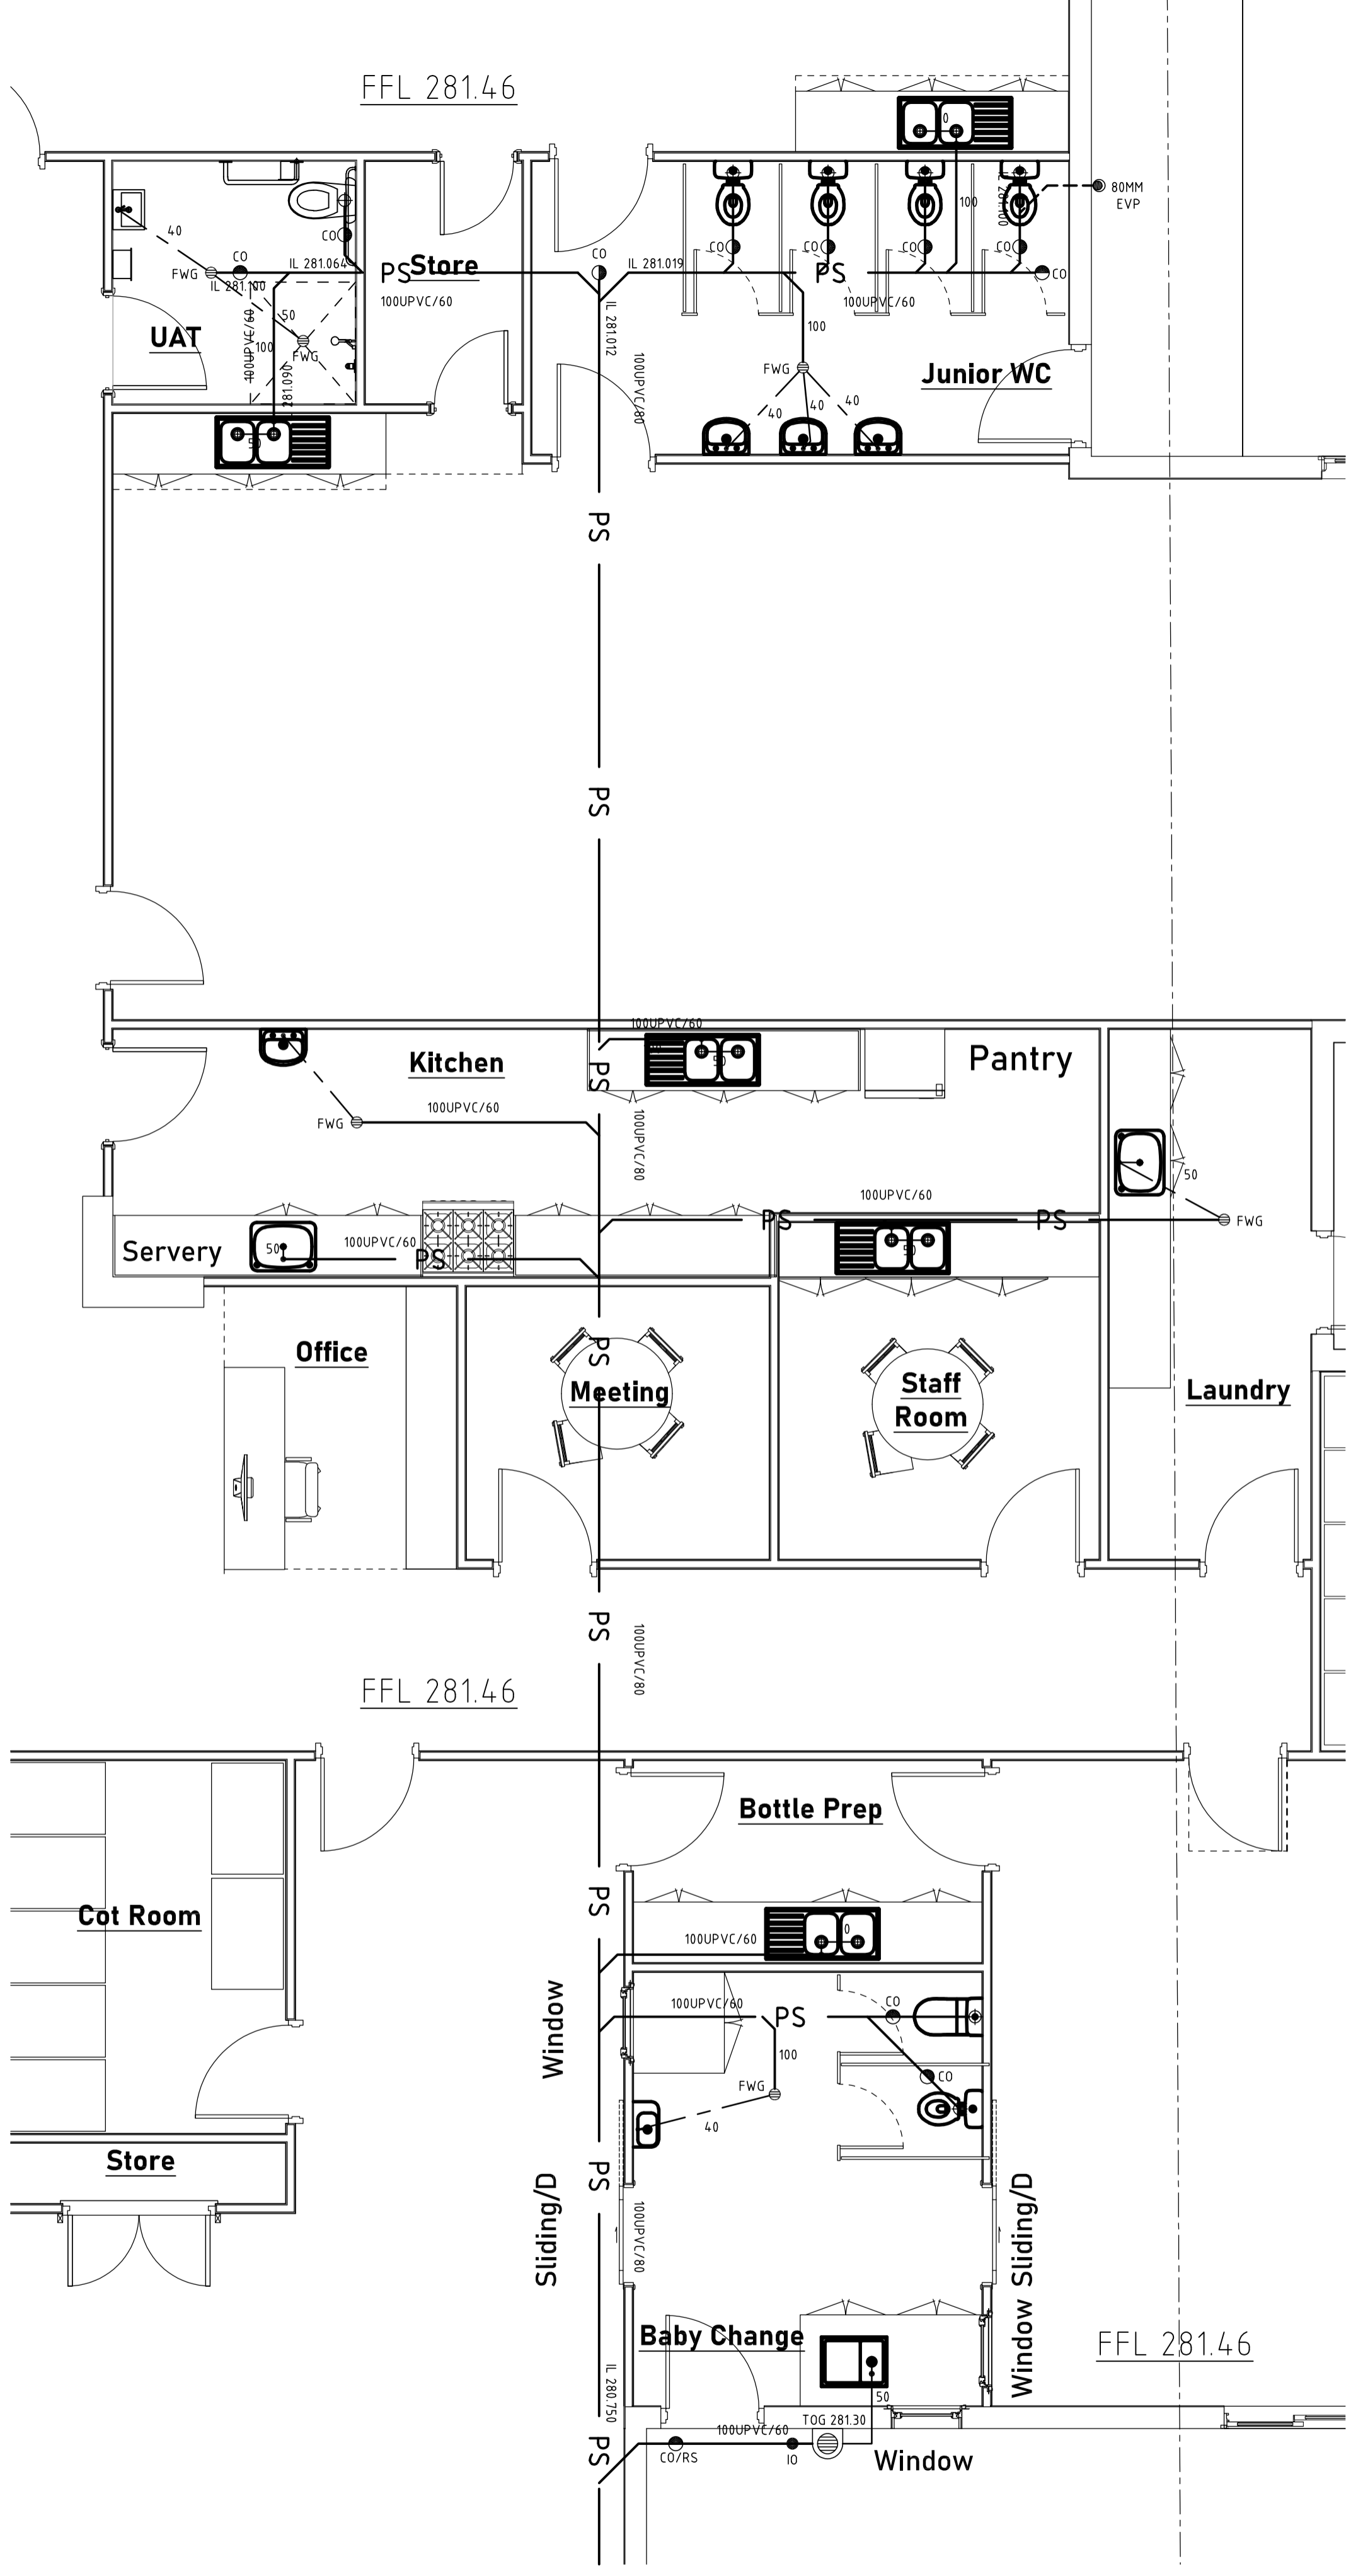 FFL 281.46
0
80MM
EVP
100
40
CO
CO
FWG
IL 281.064
PS
Store
100UPVC/60
CO
IL 281.019
CO
CO
CO
CO
CO
PS
100UPVC/60
50
UAT
100UPVC/60
100
FWG
281.090
IL 281.012
100UPVC/80
100
FWG
Junior WC
40
40
40
PS
PS
100UPVC/60
Kitchen
PS
Pantry
100UPVC/60
FWG
100UPVC/80
50
100UPVC/60
PS
PS
FWG
Servery
50
100UPVC/60
PS
50
Office
PS
Meeting
Staff
Room
Laundry
PS
100UPVC/80
FFL 281.46
Bottle Prep
Cot Room
PS
0
100UPVC/60
Window
100UPVC/60
PS
CO
100
FWG
CO
40
Store
PS
Sliding/D
100UPVC/80
Sliding/D
Baby Change
Window
FFL 281.46
IL 280.750
50
TOG 281.30
100UPVC/60
PS
CO/RS
IO
Window